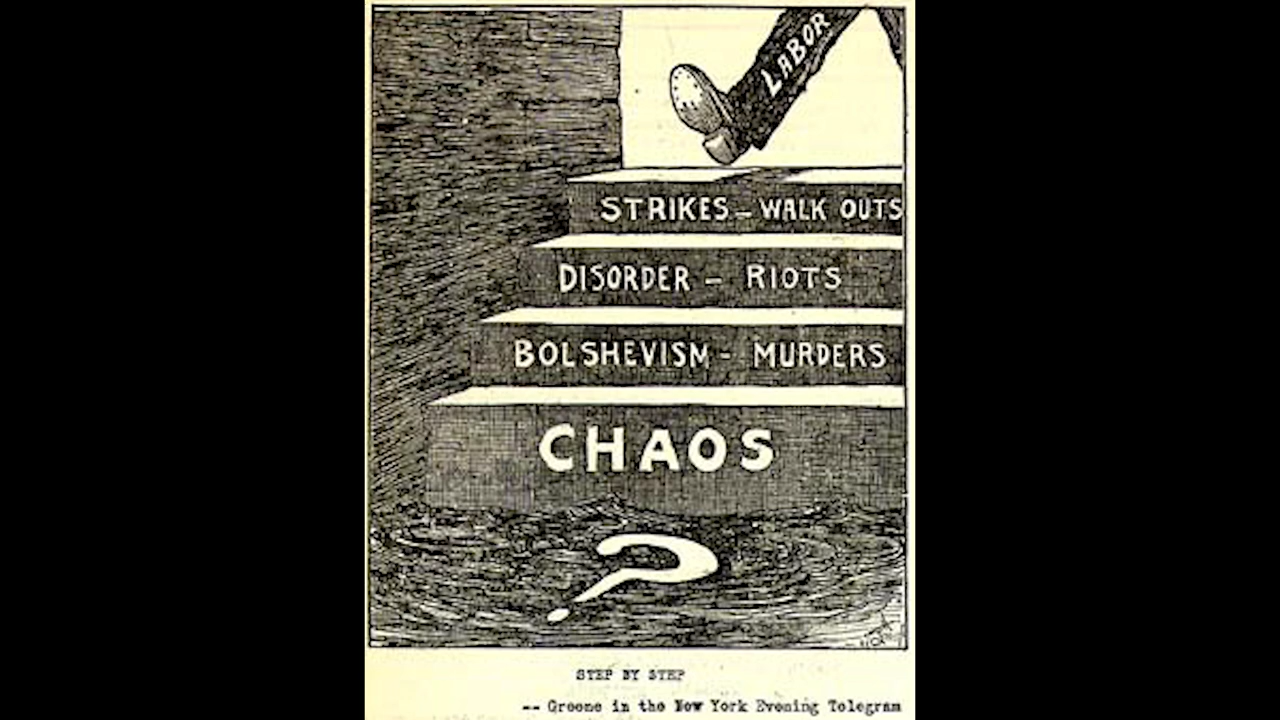 LABOR
STRIKES - WALK OUTS
DISORDER - RIOTS
BOLSHEVISM - MURDERS
CHAOS
?
STEP BY STEP
-- Greene in the New York Evening Telegram